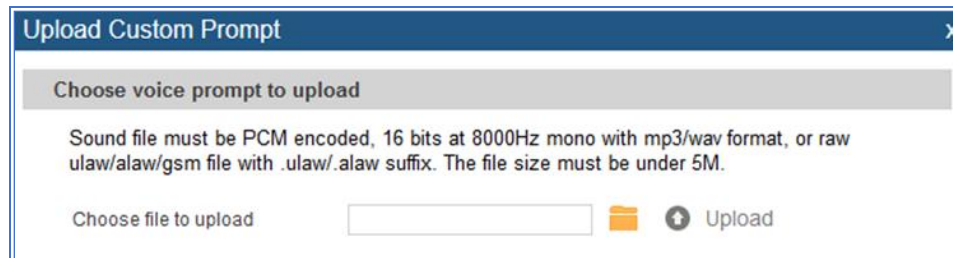 Upload Custom Prompt x
Choose voice prompt to upload
Sound file must be PCM encoded, 16 bits at 8000Hz mono with mp3/wav format, or raw
ulaw/alaw/gsm file with .ulaw/.alaw suffix. The file size must be under 5M.
Choose file to upload Upload